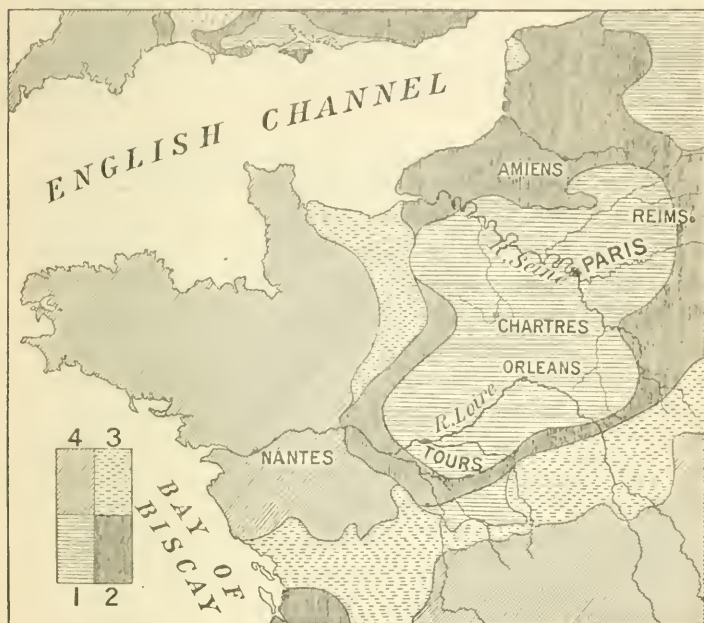 ENGLISH CHANNEL
AMIENS
REIMS
R. Seine
PARIS
CHARTRES
ORLEANS
R. Loire
TOURS
NANTES
BAY OF
BISCAY
4 3
1 2